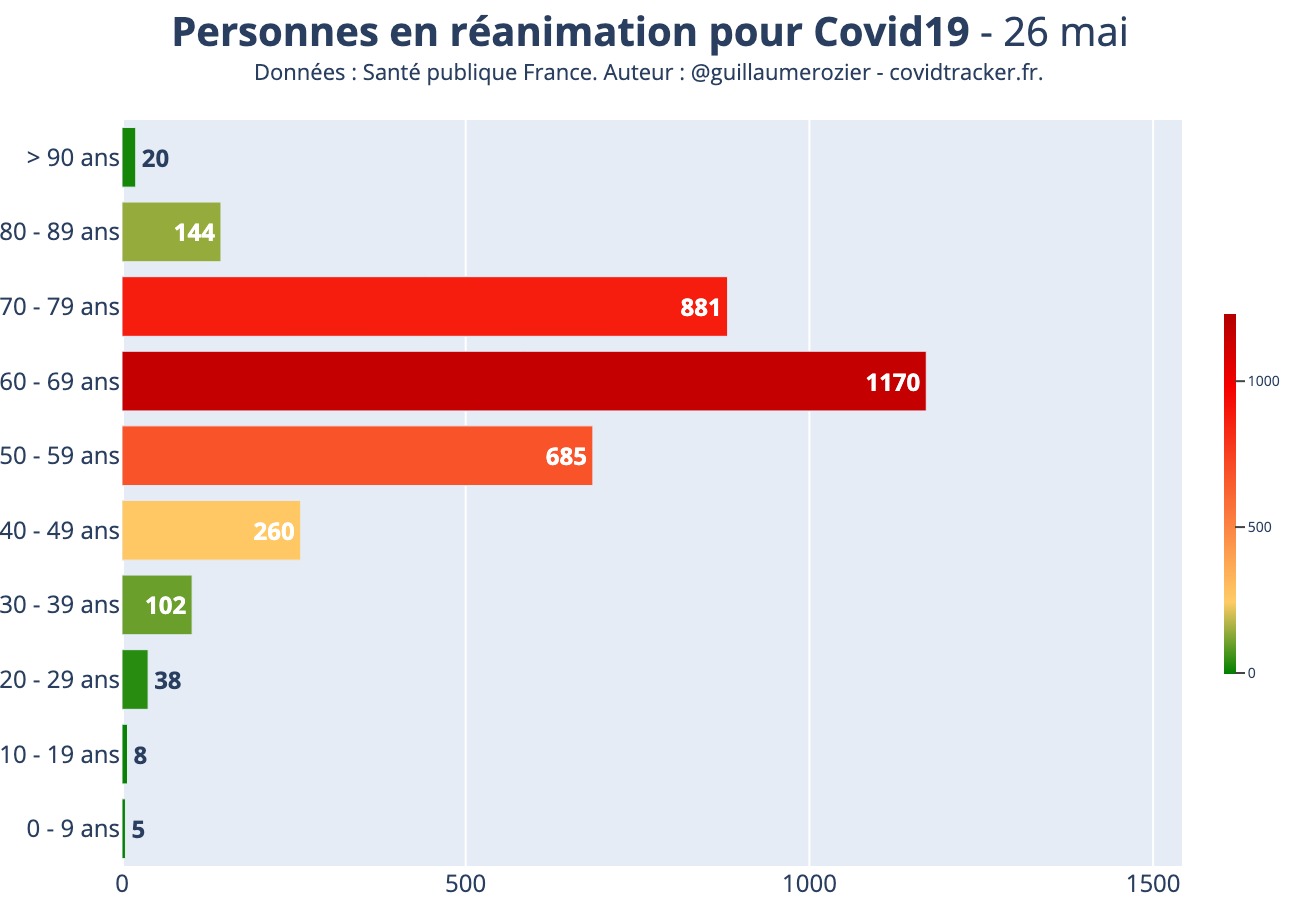 Personnes en réanimation pour Covid19 - 26 mai
Données : Santé publique France. Auteur : @guillaumerozier - covidtracker.fr.
> 90 ans 20
80 - 89 ans 144
70 - 79 ans 881
60 - 69 ans 1170
50 - 59 ans 685
40 - 49 ans 260
30 - 39 ans 102
20 - 29 ans 38
10 - 19 ans 8
0 - 9 ans 5
0 500 1000 1500
1000
500
0